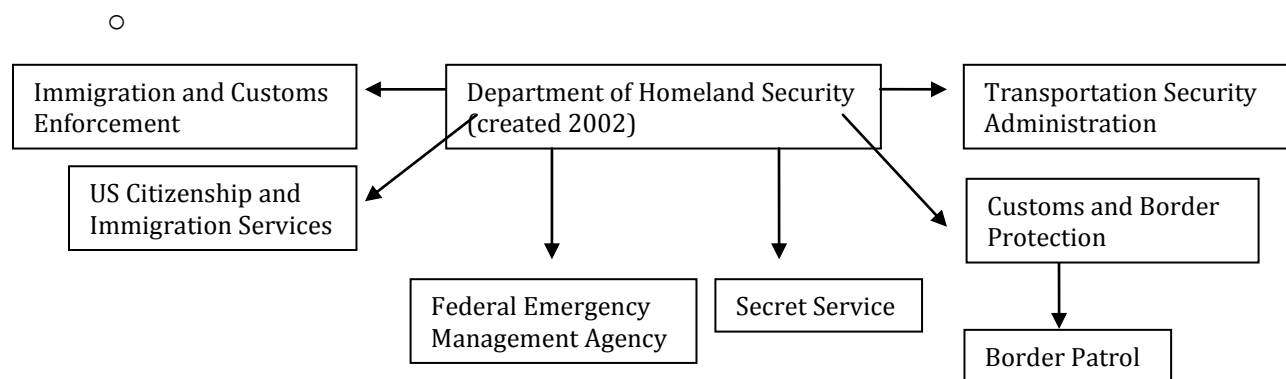 Immigration and Customs
Enforcement
Department of Homeland Security
(created 2002)
Transportation Security
Administration
US Citizenship and
Immigration Services
Customs and Border
Protection
Federal Emergency
Management Agency
Secret Service
Border Patrol